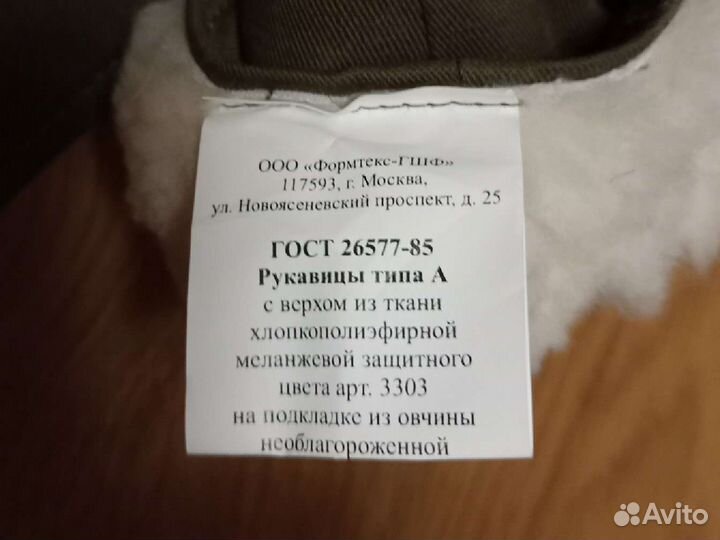 ООО «Формтекс-ГПФ»
117593, г. Москва,
ул. Новоясеневский проспект, д. 25
ГОСТ 26577-85
Рукавицы типа А
с верхом из ткани
хлопкополиэфирной
меланжевой защитного
цвета арт. 3303
на подкладке из овчины
необлагороженной
Avito